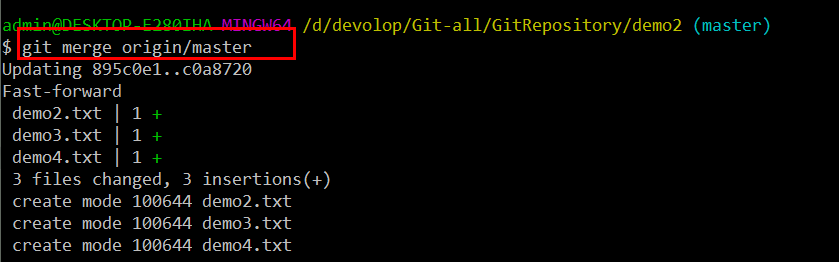 admin@DESKTOP-E280IHA MINGW64 /d/devolop/Git-all/GitRepository/demo2 (master)
$ git merge origin/master
Updating 895c0e1..c0a8720
Fast-forward
demo2.txt | 1 +
demo3.txt | 1 +
demo4.txt | 1 +
3 files changed, 3 insertions(+)
create mode 100644 demo2.txt
create mode 100644 demo3.txt
create mode 100644 demo4.txt